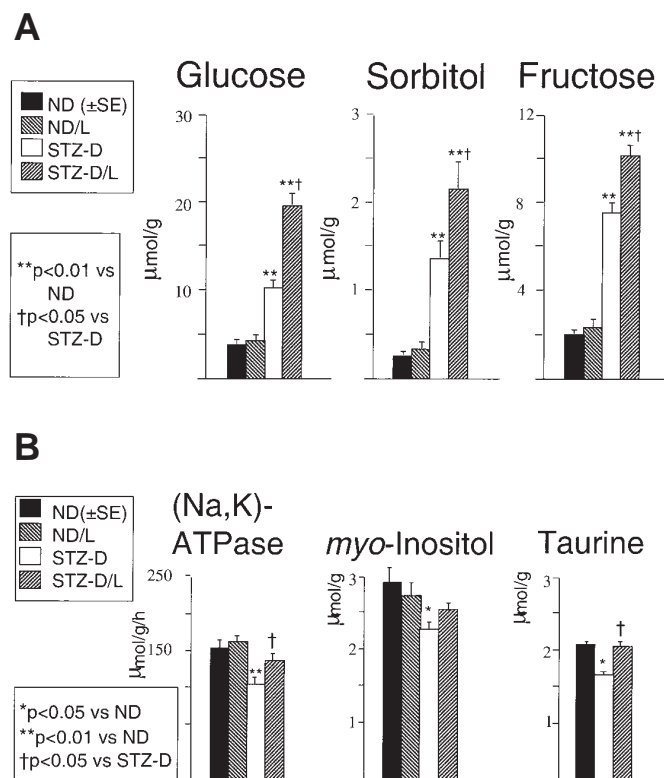 A
Glucose
Sorbitol
Fructose
ND (±SE)
ND/L
STZ-D
STZ-D/L
**p<0.01 vs
ND
†p<0.05 vs
STZ-D
µmol/g
30
20
10
**
**†
µmol/g
3
2
1
**
**†
µmol/g
12
10
6
2
**
**†
B
(Na,K)-
ATPase
myo-Inositol
Taurine
ND(±SE)
ND/L
STZ-D
STZ-D/L
*p<0.05 vs ND
**p<0.01 vs ND
†p<0.05 vs STZ-D
µmol/g/h
250
150
**
†
µmol/g
3
2
1
*
µmol/g
3
2
1
*
†